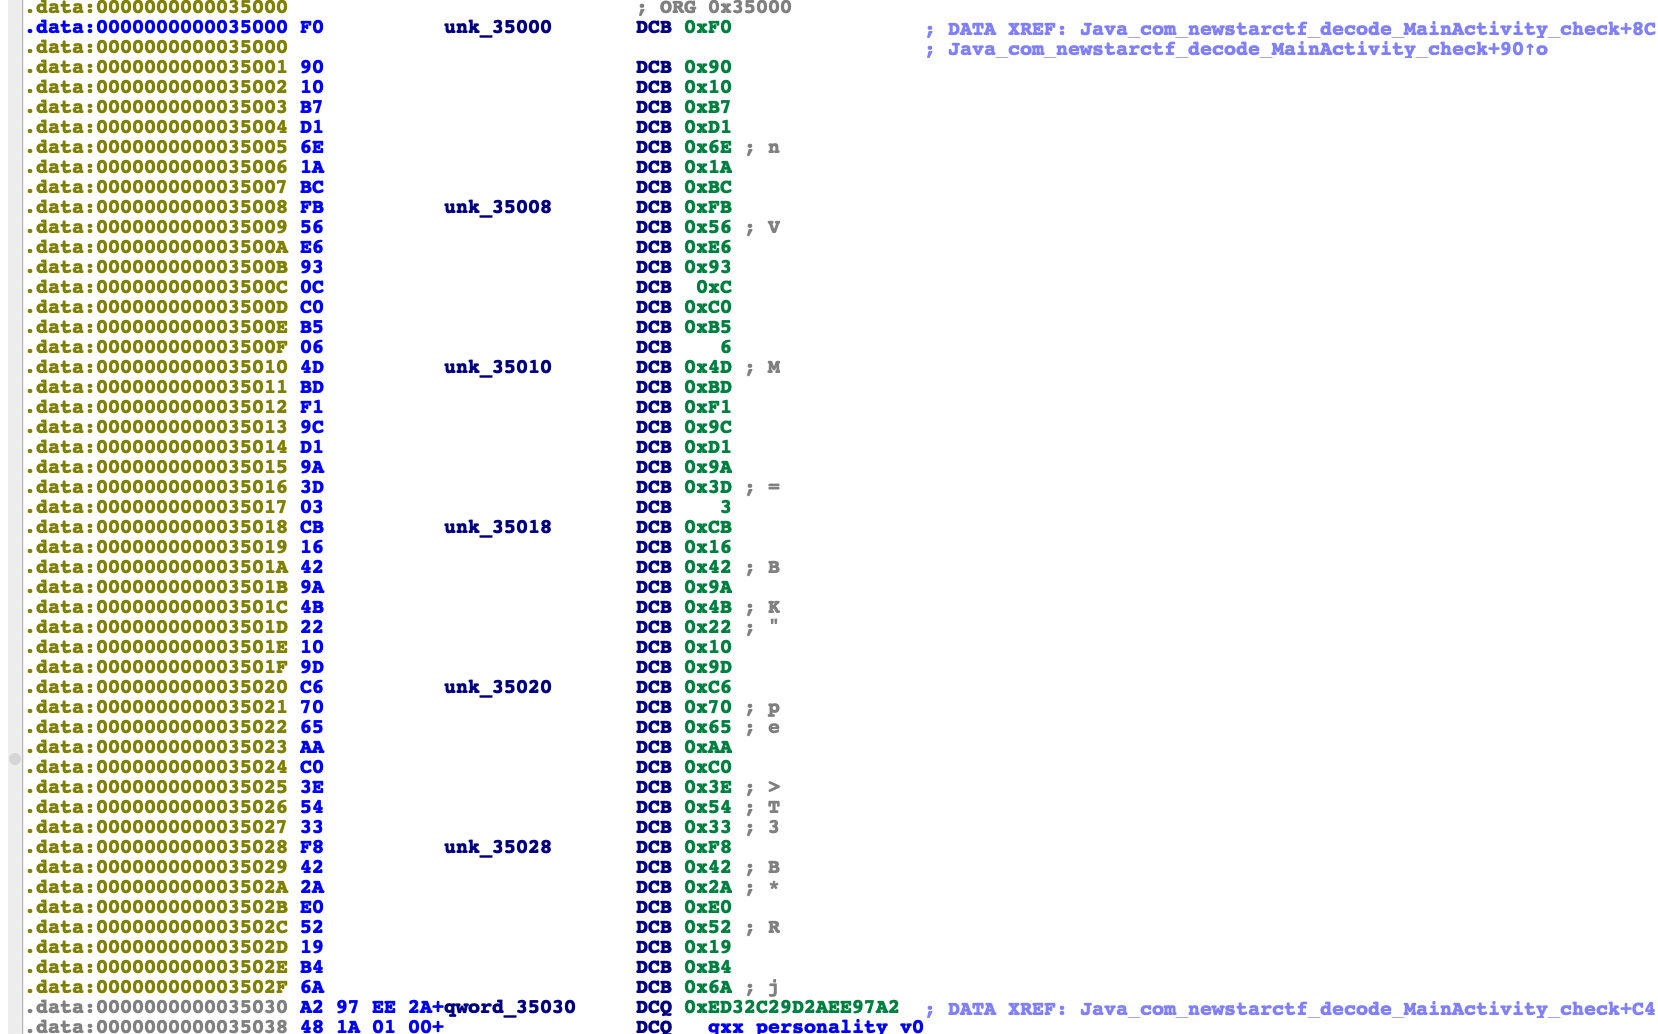 .data:0000000000035000 ; ORG 0x35000
.data:0000000000035000 F0 unk_35000 DCB 0xF0 ; DATA XREF: Java_com_newstarctf_decode_MainActivity_check+8C
.data:0000000000035000 ; Java_com_newstarctf_decode_MainActivity_check+90↑o
.data:0000000000035001 90 DCB 0x90
.data:0000000000035002 10 DCB 0x10
.data:0000000000035003 B7 DCB 0xB7
.data:0000000000035004 D1 DCB 0xD1
.data:0000000000035005 6E DCB 0x6E ; n
.data:0000000000035006 1A DCB 0x1A
.data:0000000000035007 BC DCB 0xBC
.data:0000000000035008 FB unk_35008 DCB 0xFB
.data:0000000000035009 56 DCB 0x56 ; V
.data:000000000003500A E6 DCB 0xE6
.data:000000000003500B 93 DCB 0x93
.data:000000000003500C 0C DCB 0xC
.data:000000000003500D C0 DCB 0xC0
.data:000000000003500E B5 DCB 0xB5
.data:000000000003500F 06 DCB 6
.data:0000000000035010 4D unk_35010 DCB 0x4D ; M
.data:0000000000035011 BD DCB 0xBD
.data:0000000000035012 F1 DCB 0xF1
.data:0000000000035013 9C DCB 0x9C
.data:0000000000035014 D1 DCB 0xD1
.data:0000000000035015 9A DCB 0x9A
.data:0000000000035016 3D DCB 0x3D ; =
.data:0000000000035017 03 DCB 3
.data:0000000000035018 CB unk_35018 DCB 0xCB
.data:0000000000035019 16 DCB 0x16
.data:000000000003501A 42 DCB 0x42 ; B
.data:000000000003501B 9A DCB 0x9A
.data:000000000003501C 4B DCB 0x4B ; K
.data:000000000003501D 22 DCB 0x22 ; "
.data:000000000003501E 10 DCB 0x10
.data:000000000003501F 9D DCB 0x9D
.data:0000000000035020 C6 unk_35020 DCB 0xC6
.data:0000000000035021 70 DCB 0x70 ; p
.data:0000000000035022 65 DCB 0x65 ; e
.data:0000000000035023 AA DCB 0xAA
.data:0000000000035024 C0 DCB 0xC0
.data:0000000000035025 3E DCB 0x3E ; >
.data:0000000000035026 54 DCB 0x54 ; T
.data:0000000000035027 33 DCB 0x33 ; 3
.data:0000000000035028 F8 unk_35028 DCB 0xF8
.data:0000000000035029 42 DCB 0x42 ; B
.data:000000000003502A 2A DCB 0x2A ; *
.data:000000000003502B E0 DCB 0xE0
.data:000000000003502C 52 DCB 0x52 ; R
.data:000000000003502D 19 DCB 0x19
.data:000000000003502E B4 DCB 0xB4
.data:000000000003502F 6A DCB 0x6A ; j
.data:0000000000035030 A2 97 EE 2A+qword_35030 DCQ 0xED32C29D2AEE97A2 ; DATA XREF: Java_com_newstarctf_decode_MainActivity_check+C4
.data:0000000000035038 48 1A 01 00+ DCQ gxx_personality_v0